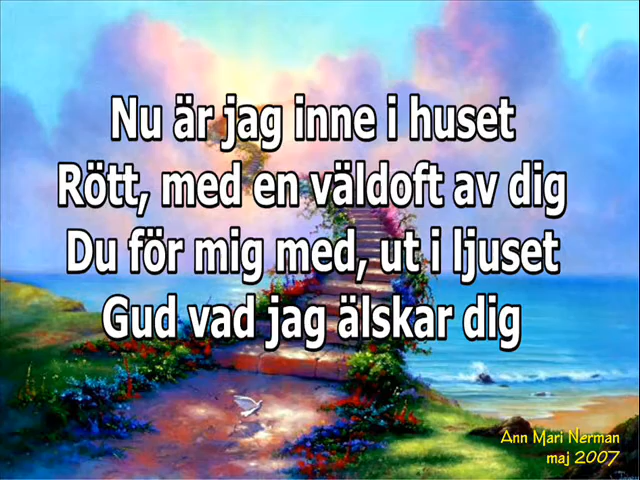 Nu är jag inne i huset
Rött, med en väldoft av dig
Du för mig med, ut i ljuset
Gud vad jag älskar dig
Ann Mari Nerman
maj 2007